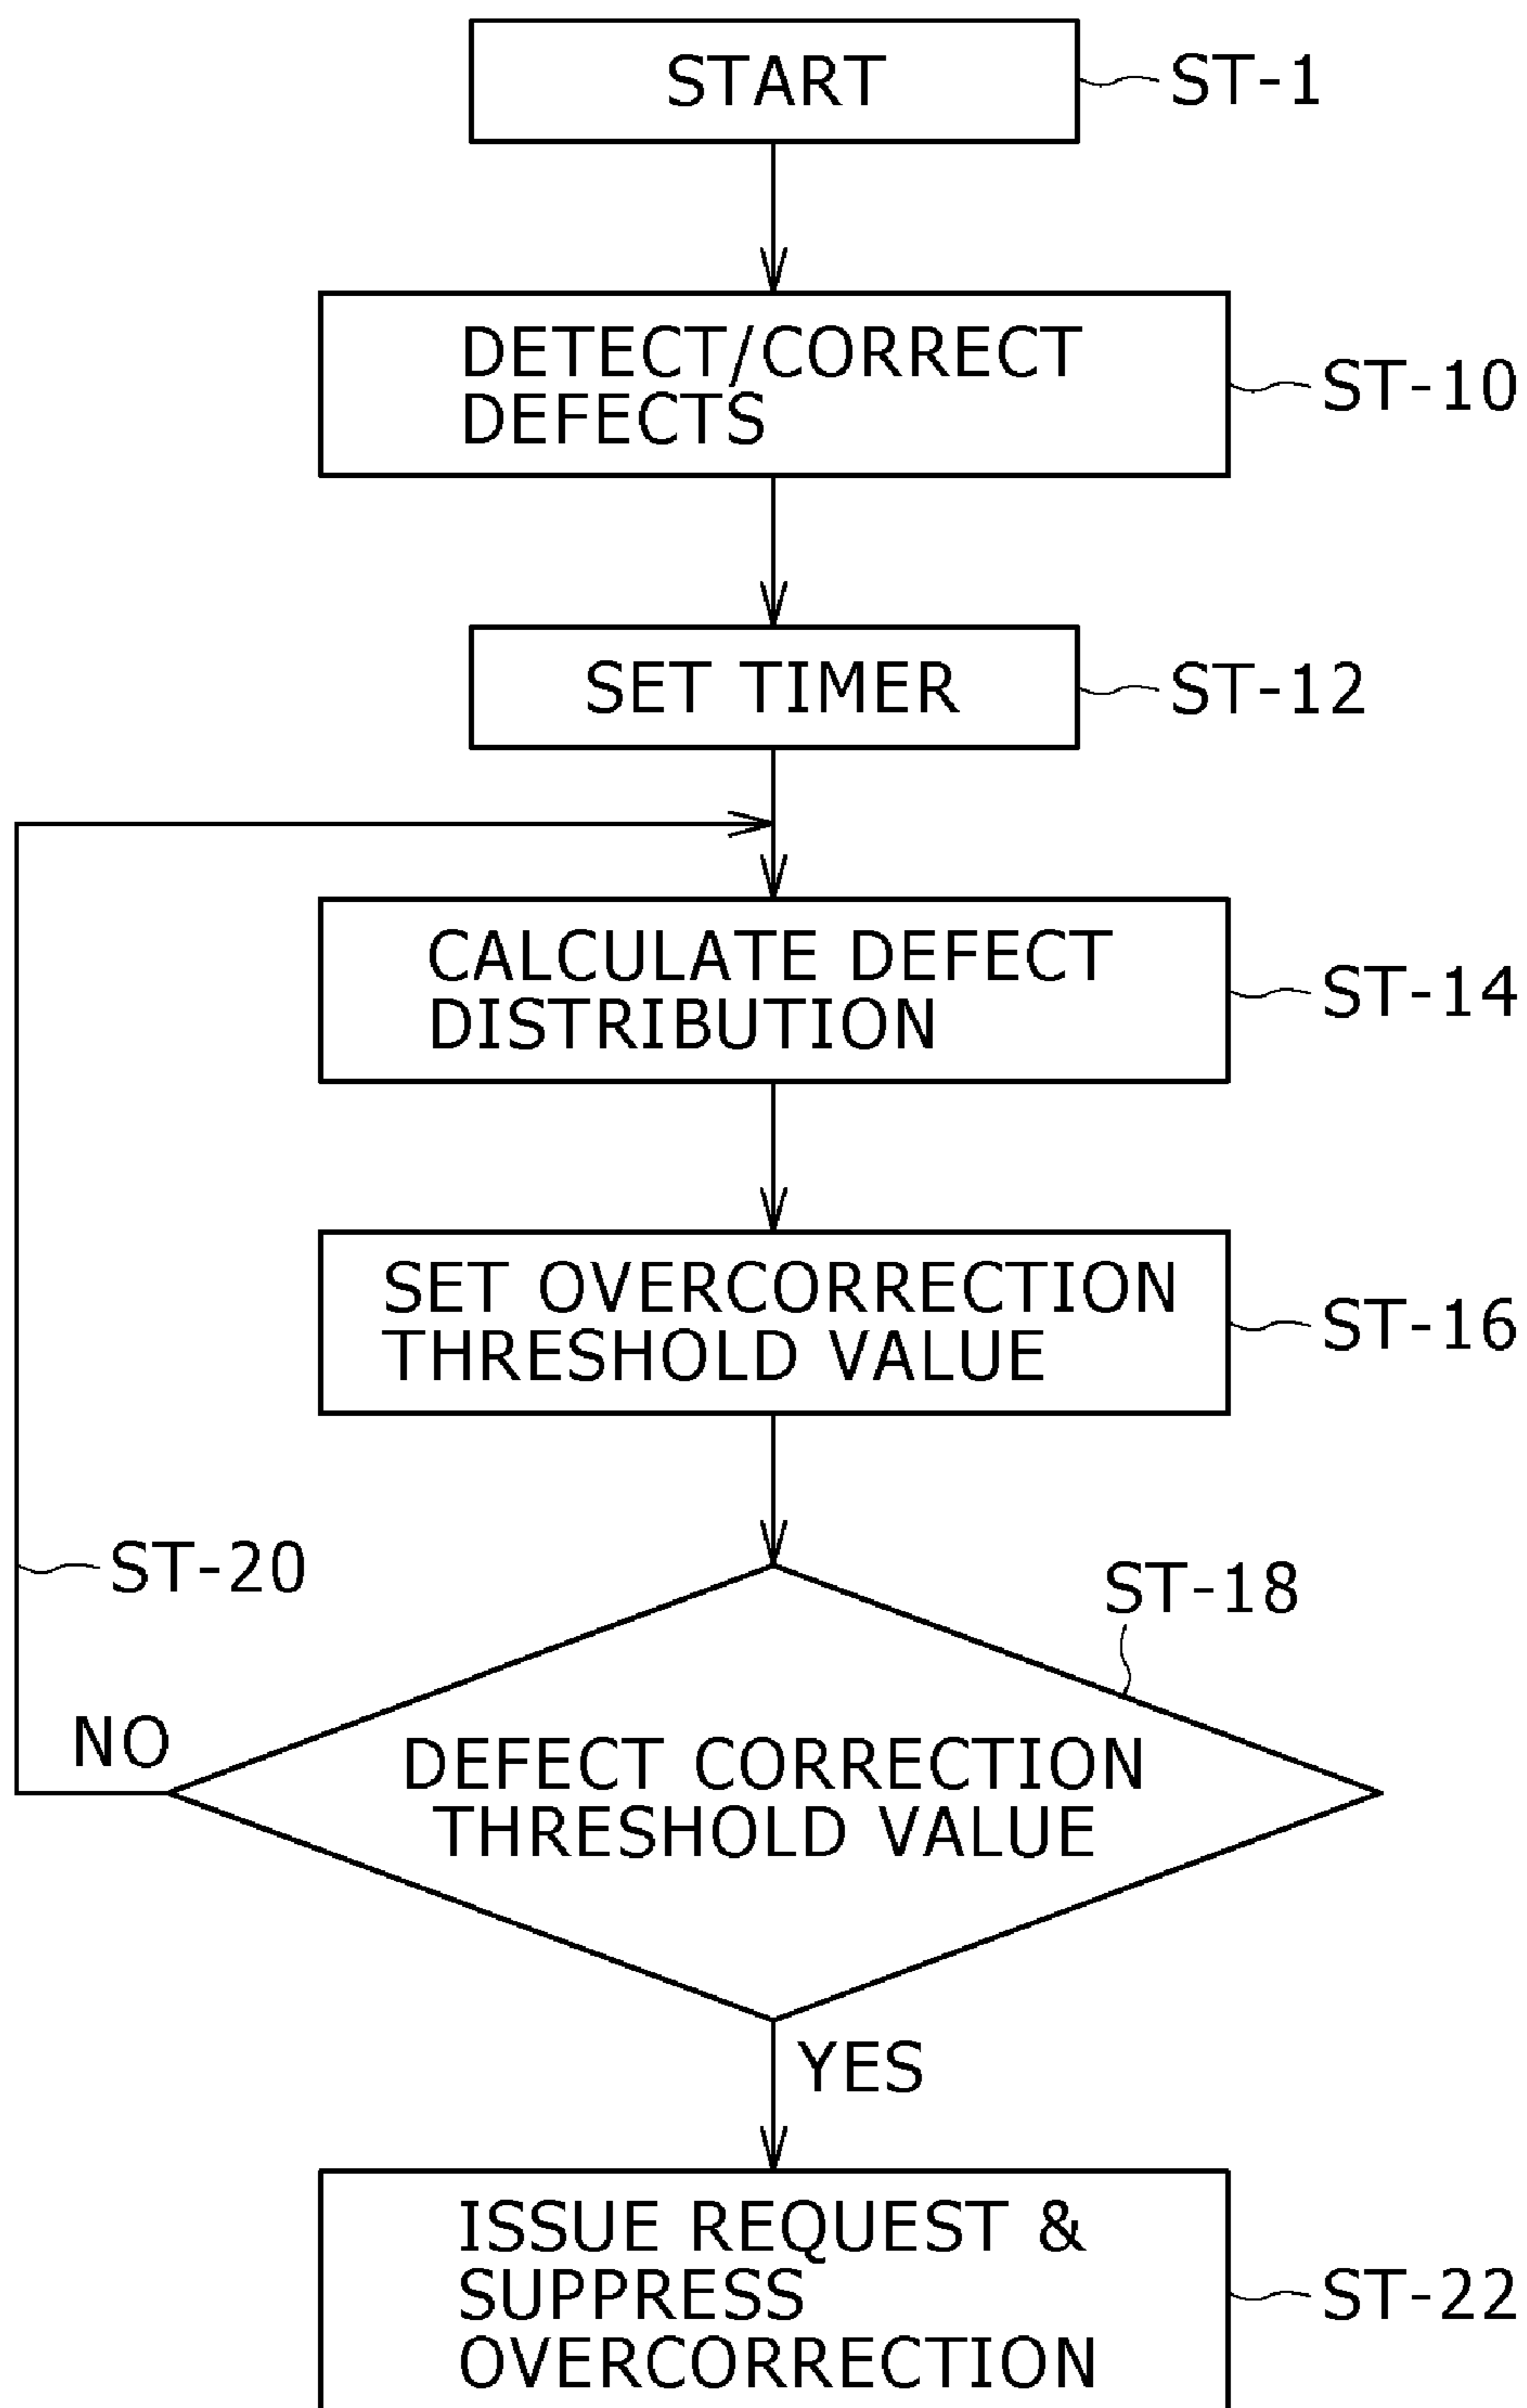 START
ST-1
DETECT/CORRECT
DEFECTS
ST-10
SET TIMER
ST-12
CALCULATE DEFECT
DISTRIBUTION
ST-14
SET OVERCORRECTION
THRESHOLD VALUE
ST-16
ST-20
ST-18
NO
DEFECT CORRECTION
THRESHOLD VALUE
YES
ISSUE REQUEST &
SUPPRESS
OVERCORRECTION
ST-22